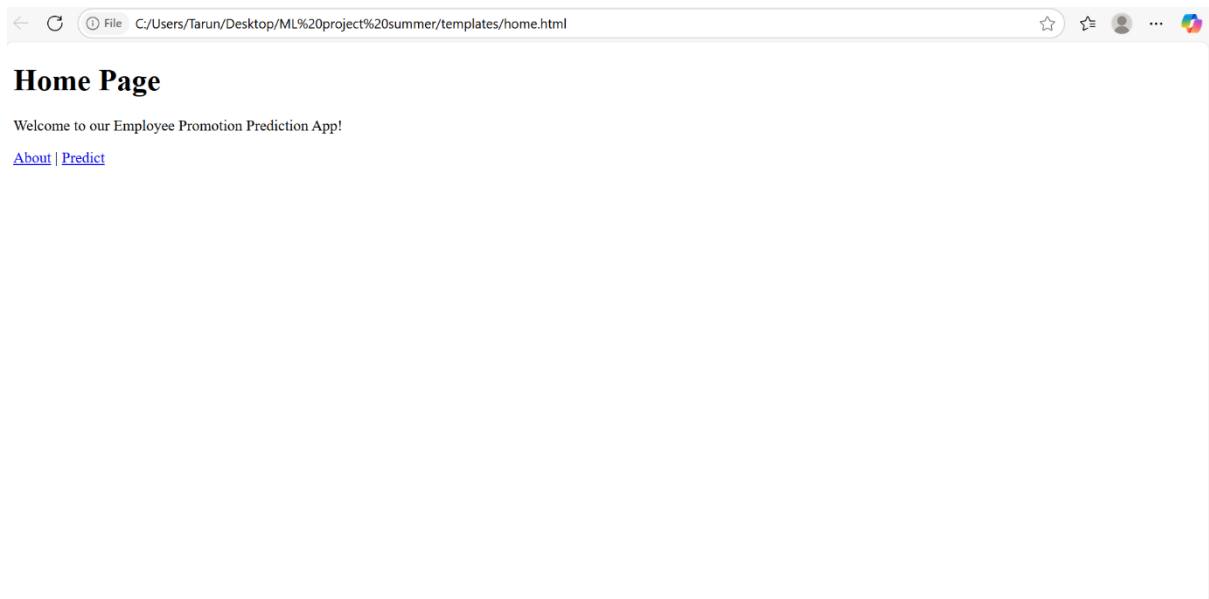 File C:/Users/Tarun/Desktop/ML%20project%20summer/templates/home.html
Home Page
Welcome to our Employee Promotion Prediction App!
About | Predict